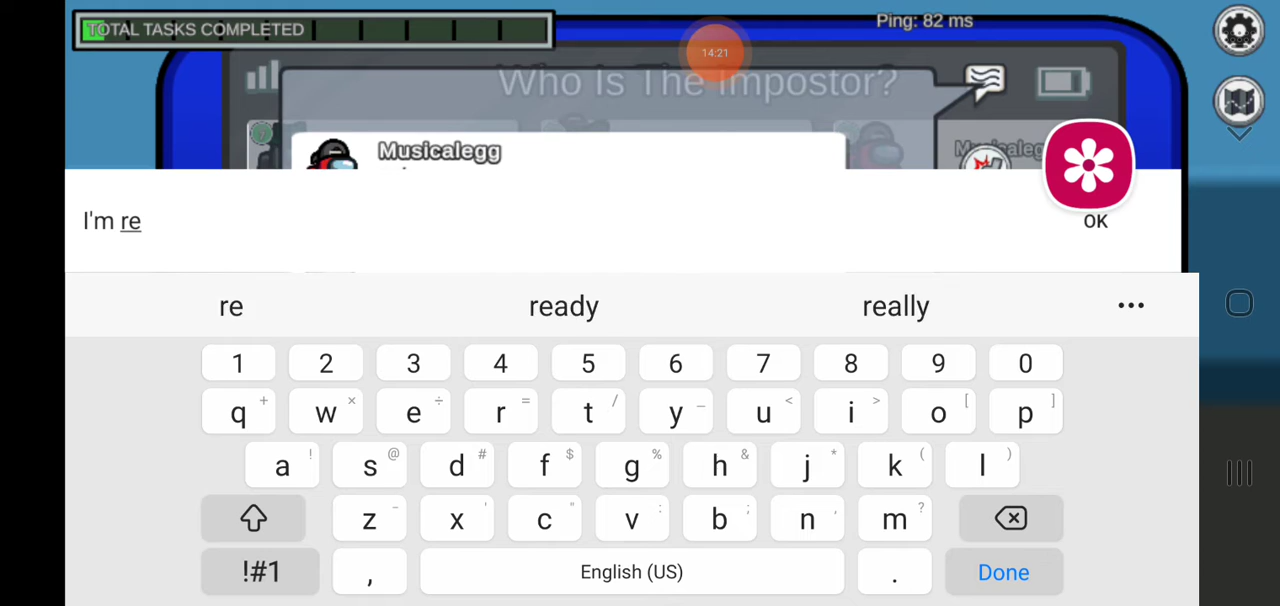 TOTAL TASKS COMPLETED
Ping: 82 ms
14:21
Who Is The Impostor?
Musicalegg
Musicalegg
I'm re
OK
re ready really •••
1 2 3 4 5 6 7 8 9 0
q + w × e ÷ r = t / y _ u < i > o [ p ]
a ! s @ d # f $ g % h & j * k ( l )
z - x ' c " v : b ; n , m ?
!#1 , English (US) . Done